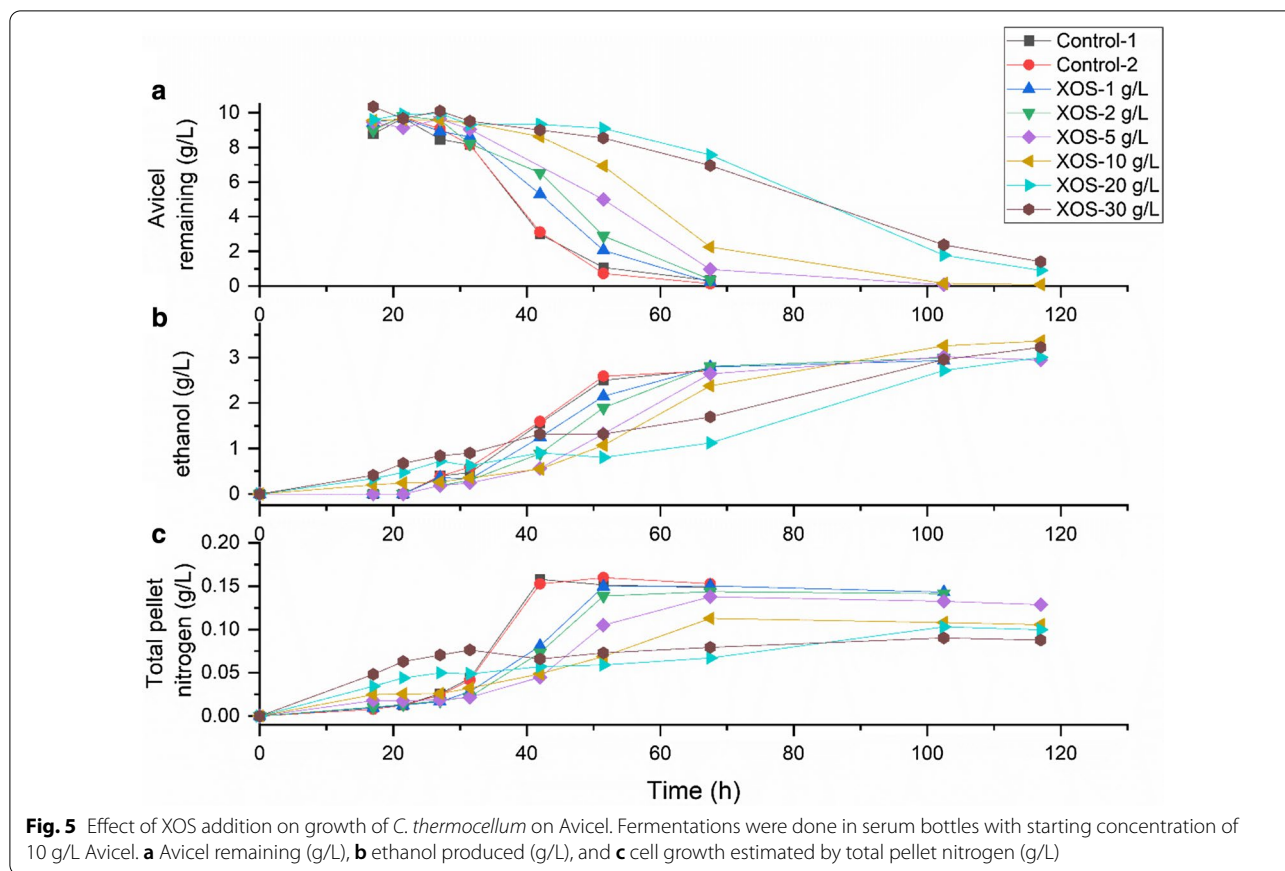 Control-1
Control-2
XOS-1 g/L
XOS-2 g/L
XOS-5 g/L
XOS-10 g/L
XOS-20 g/L
XOS-30 g/L
a
Avicel
remaining (g/L)
10
8
6
4
2
0
0 20 40 60 80 100 120
b
ethanol (g/L)
3
2
1
0
0 20 40 60 80 100 120
c
Total pellet
nitrogen (g/L)
0.20
0.15
0.10
0.05
0.00
0 20 40 60 80 100 120
Time (h)
Fig. 5 Effect of XOS addition on growth of C. thermocellum on Avicel. Fermentations were done in serum bottles with starting concentration of
10 g/L Avicel. a Avicel remaining (g/L), b ethanol produced (g/L), and c cell growth estimated by total pellet nitrogen (g/L)